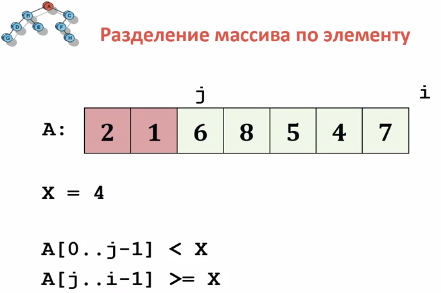 Разделение массива по элементу
j i
A: 2 1 6 8 5 4 7
X = 4
A[0..j-1] < X
A[j..i-1] >= X